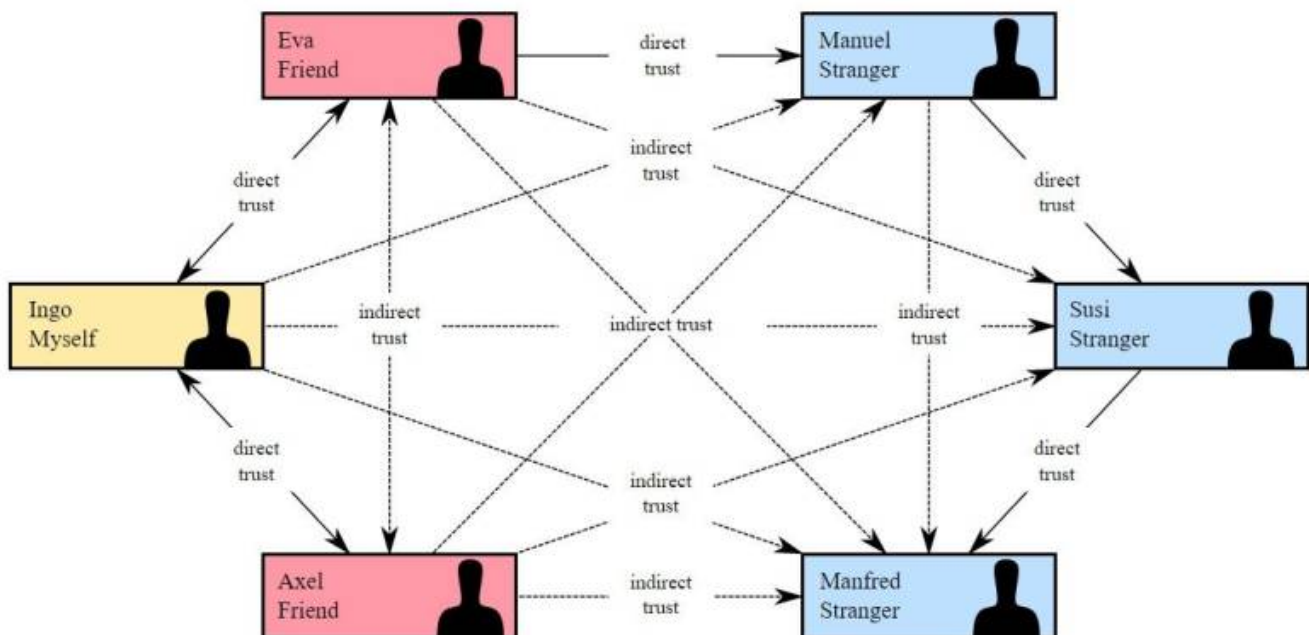 Eva
Friend
direct
trust
Manuel
Stranger
indirect
trust
direct
trust
direct
trust
Ingo
Myself
indirect
trust
indirect trust
indirect
trust
Susi
Stranger
direct
trust
indirect
trust
direct
trust
Axel
Friend
indirect
trust
Manfred
Stranger